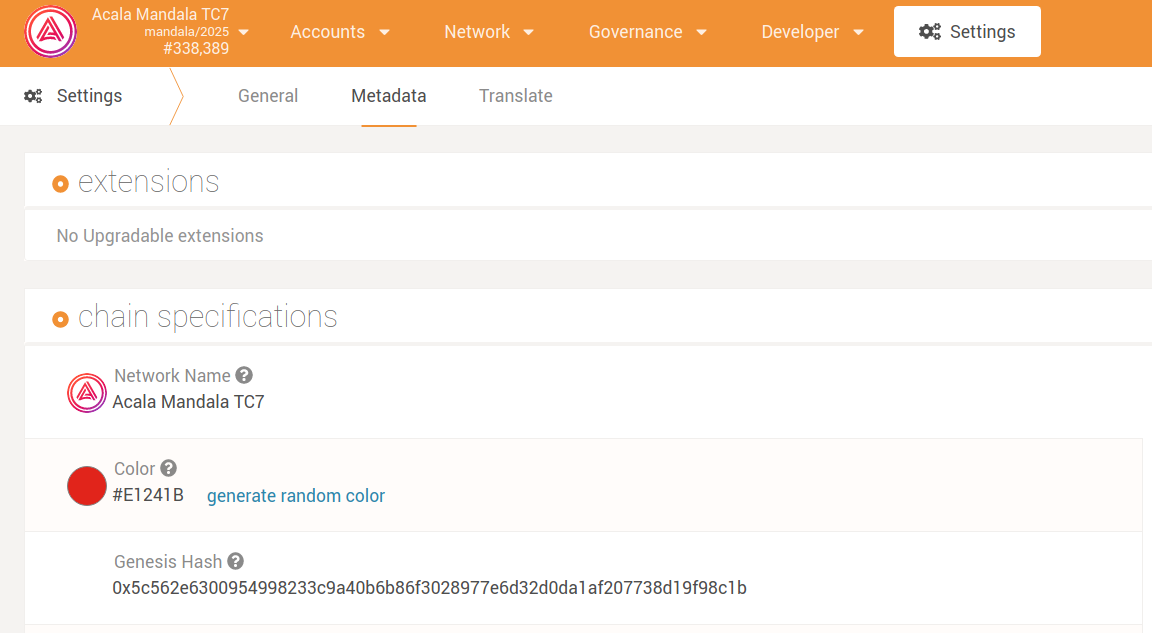 Acala Mandala TC7
mandala/2025
#338,389
Accounts
Network
Governance
Developer
Settings
Settings
General
Metadata
Translate
extensions
No Upgradable extensions
chain specifications
Network Name
Acala Mandala TC7
Color
#E1241B generate random color
Genesis Hash
0x5c562e6300954998233c9a40b6b86f3028977e6d32d0da1af207738d19f98c1b